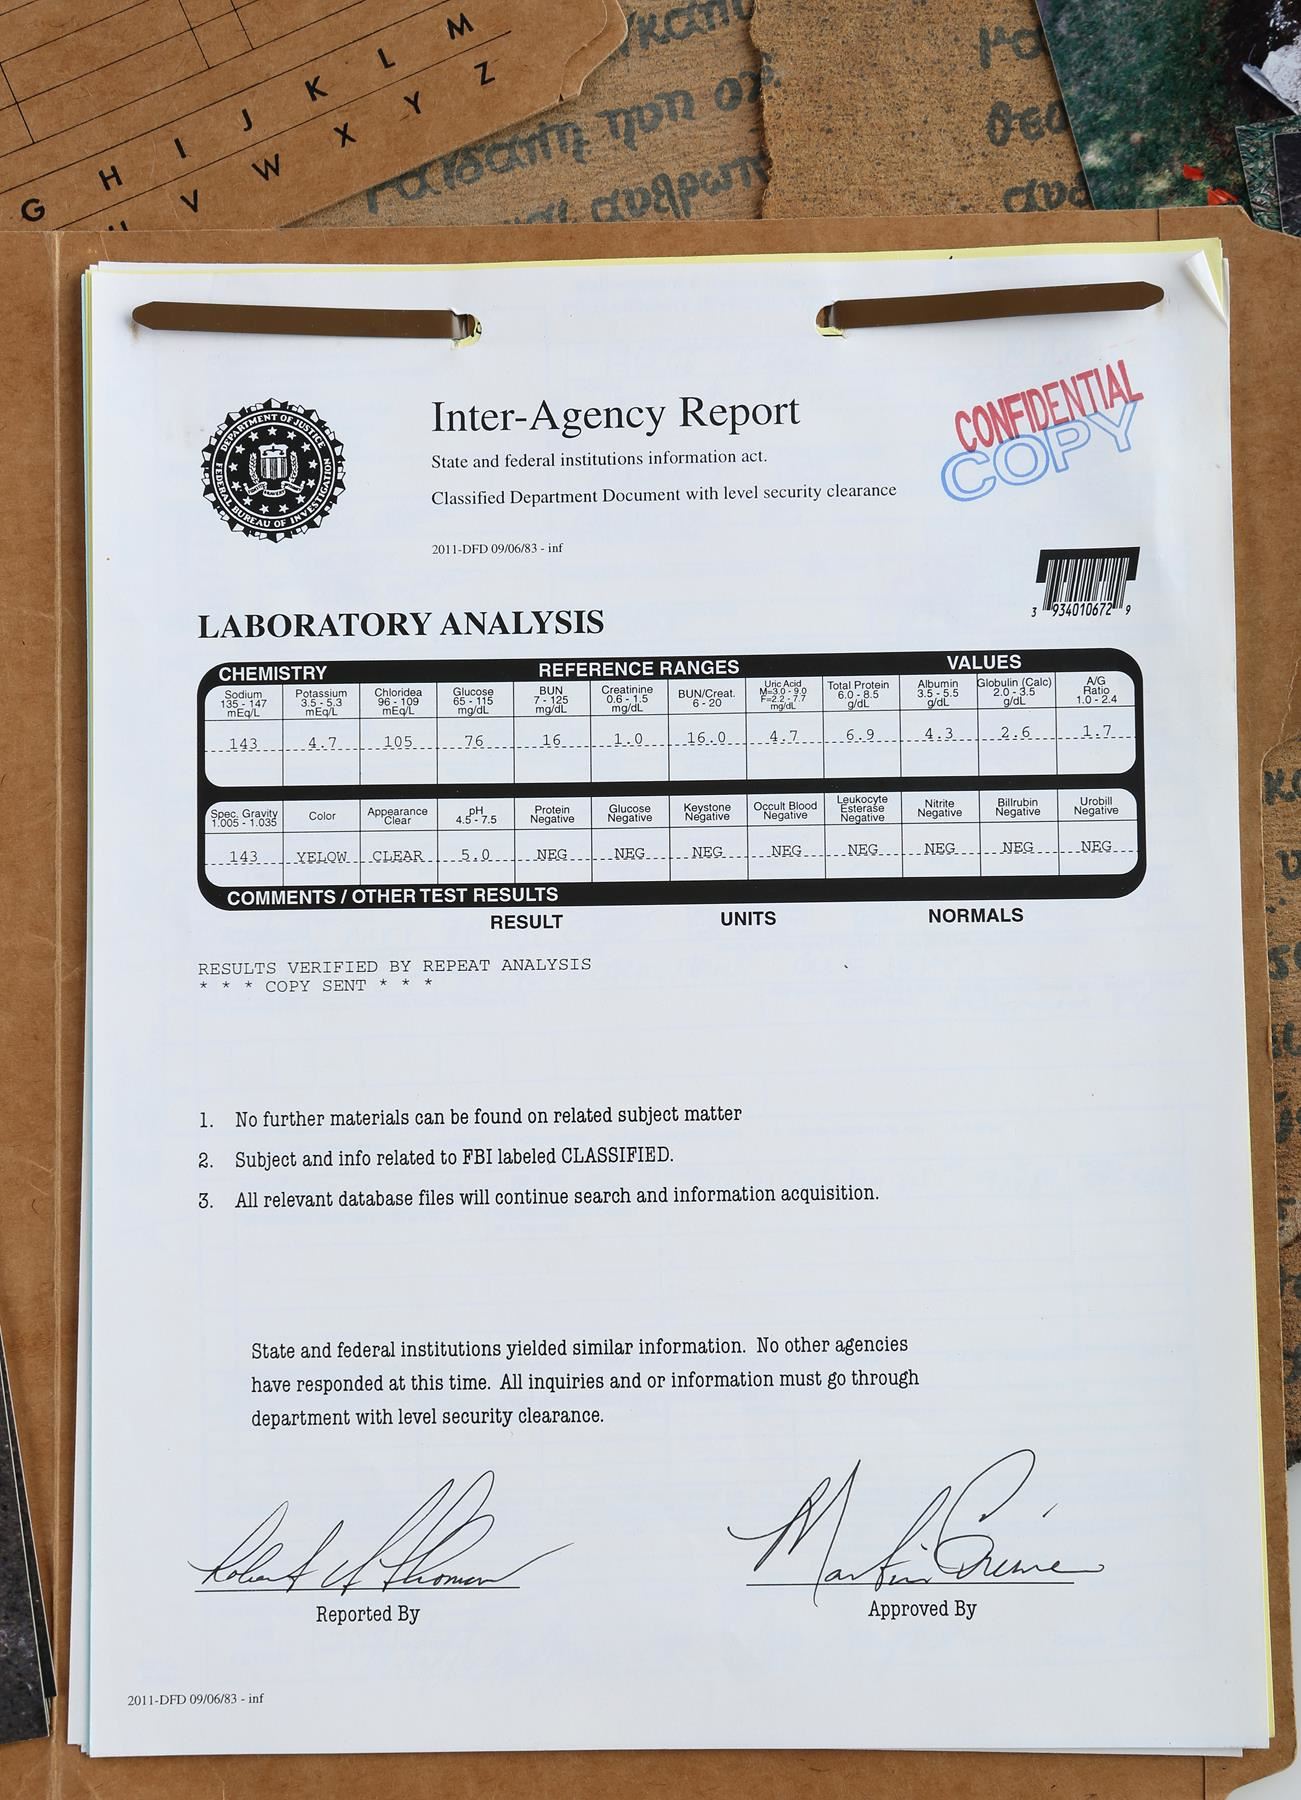 M
L
K
J
I
H
G
Z
Y
X
W
V
Inter-Agency Report
State and federal institutions information act.
Classified Department Document with level security clearance
2011-DFD 09/06/83 - inf
DEPARTMENT OF JUSTICE
FEDERAL BUREAU OF INVESTIGATION
CONFIDENTIAL
COPY
3 934010672 9
LABORATORY ANALYSIS
CHEMISTRY REFERENCE RANGES VALUES
Sodium 135 - 147 mEq/L
Potassium 3.5 - 5.3 mEq/L
Chloridea 96 - 109 mEq/L
Glucose 65 - 115 mg/dL
BUN 7 - 125 mg/dL
Creatinine 0.6 - 1.5 mg/dL
BUN/Creat. 6 - 20
Uric Acid M=3.0 - 9.0 F=2.2 - 7.7 mg/dL
Total Protein 6.0 - 8.5 g/dL
Albumin 3.5 - 5.5 g/dL
Globulin (Calc) 2.0 - 3.5 g/dL
A/G Ratio 1.0 - 2.4
143 4.7 105 76 16 1.0 16.0 4.7 6.9 4.3 2.6 1.7
Spec. Gravity 1.005 - 1.035
Color
Appearance Clear
pH 4.5 - 7.5
Protein Negative
Glucose Negative
Keystone Negative
Occult Blood Negative
Leukocyte Esterase Negative
Nitrite Negative
Billrubin Negative
Urobill Negative
143 YELOW CLEAR 5.0 NEG NEG NEG NEG NEG NEG NEG NEG
COMMENTS / OTHER TEST RESULTS
RESULT UNITS NORMALS
RESULTS VERIFIED BY REPEAT ANALYSIS
* * * COPY SENT * * *
1. No further materials can be found on related subject matter
2. Subject and info related to FBI labeled CLASSIFIED.
3. All relevant database files will continue search and information acquisition.
State and federal institutions yielded similar information. No other agencies
have responded at this time. All inquiries and or information must go through
department with level security clearance.
Reported By
Approved By
2011-DFD 09/06/83 - inf